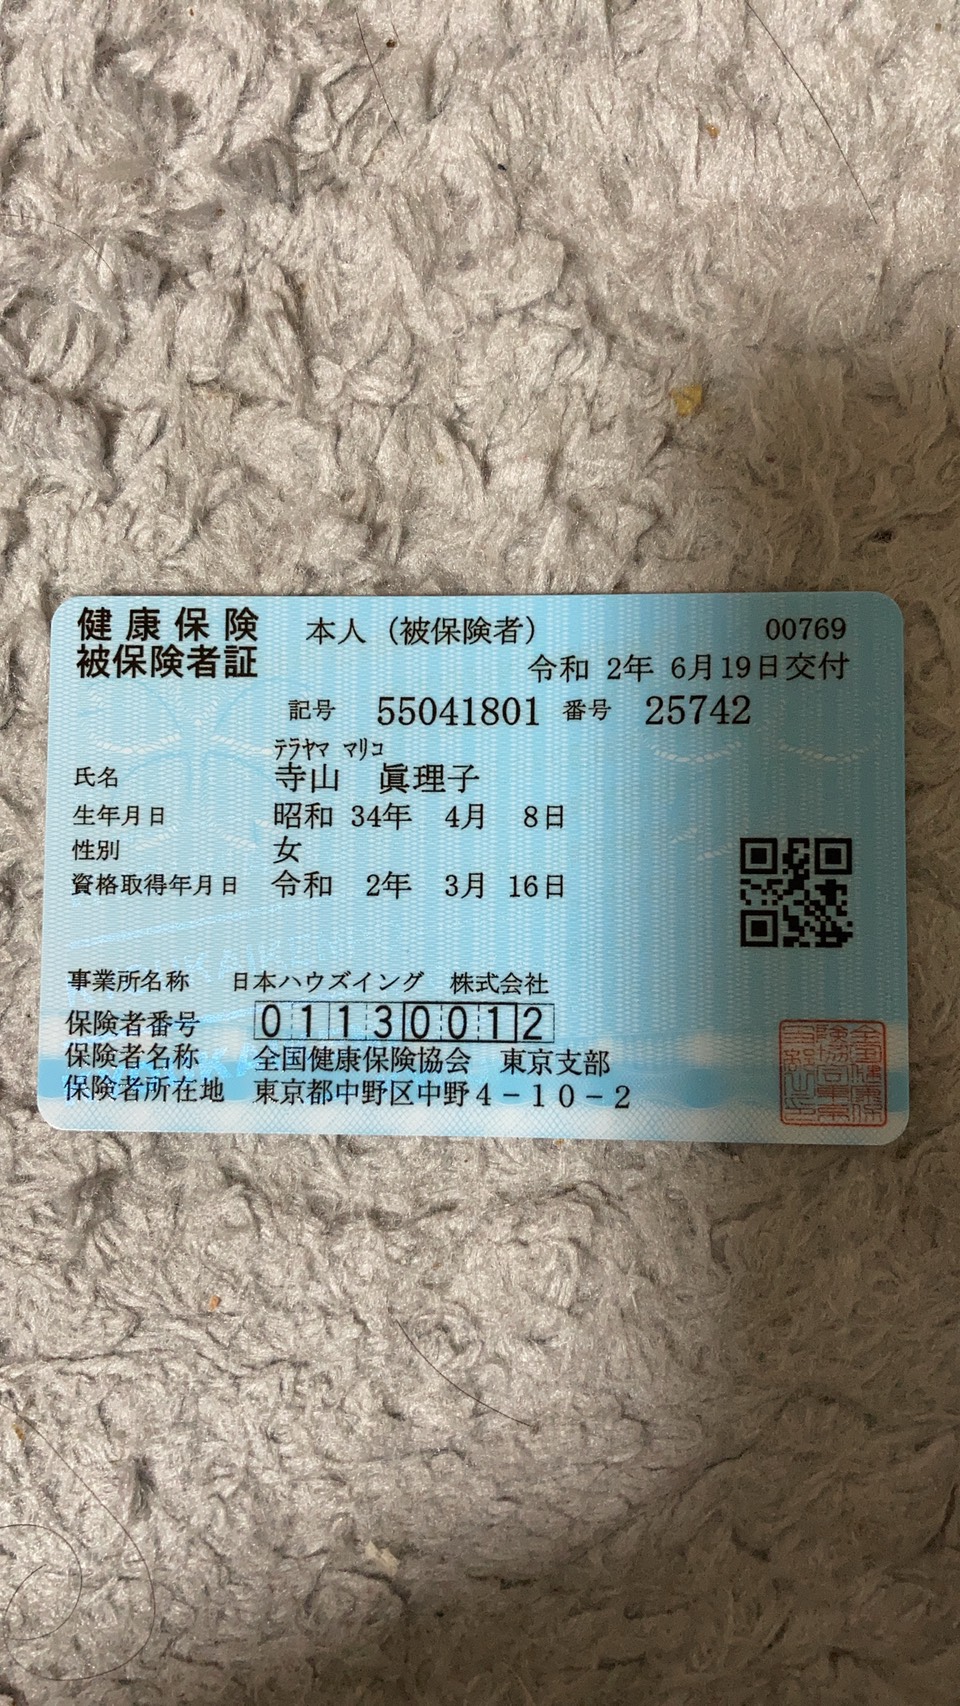 健康保険 本人（被保険者） 00769
被保険者証 令和 2年 6月19日交付
記号 55041801 番号 25742
ﾃﾗﾔﾏ ﾏﾘｺ
氏名 寺山 眞理子
生年月日 昭和 34年 4月 8日
性別 女
資格取得年月日 令和 2年 3月 16日
事業所名称 日本ハウズイング 株式会社
保険者番号 01130012
保険者名称 全国健康保険協会 東京支部
保険者所在地 東京都中野区中野４－１０－２